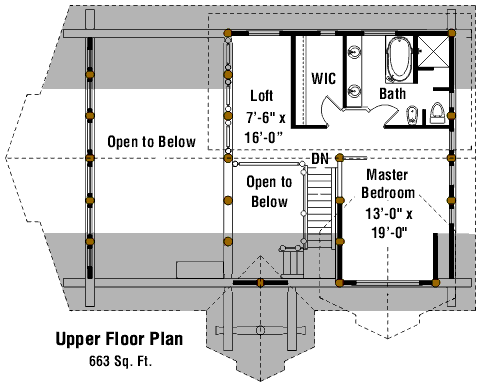 WIC
Bath
Loft
7'-6" x
16'-0"
Open to Below
DN
Open to
Below
Master
Bedroom
13'-0" x
19'-0"
Upper Floor Plan
663 Sq. Ft.